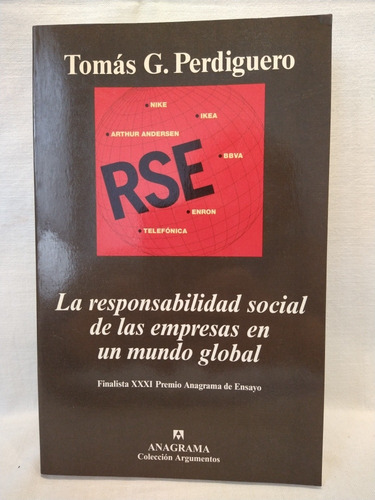 Tomás G. Perdiguero
• NIKE
• IKEA
• ARTHUR ANDERSEN
• BBVA
RSE
• ENRON
• TELEFÓNICA
La responsabilidad social
de las empresas en
un mundo global
Finalista XXXI Premio Anagrama de Ensayo
A
ANAGRAMA
Colección Argumentos